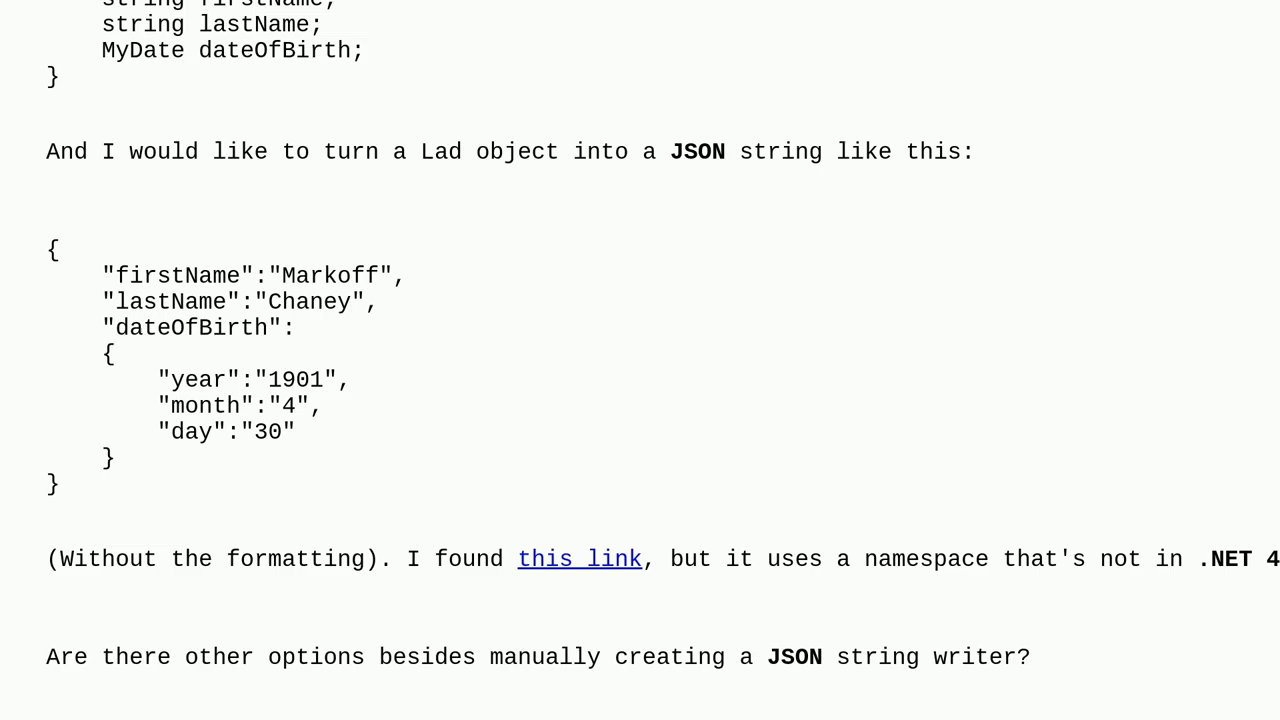 string firstName;
string lastName;
MyDate dateOfBirth;
}
And I would like to turn a Lad object into a JSON string like this:
{
"firstName":"Markoff",
"lastName":"Chaney",
"dateOfBirth":
{
"year":"1901",
"month":"4",
"day":"30"
}
}
(Without the formatting). I found this link, but it uses a namespace that's not in .NET 4
Are there other options besides manually creating a JSON string writer?